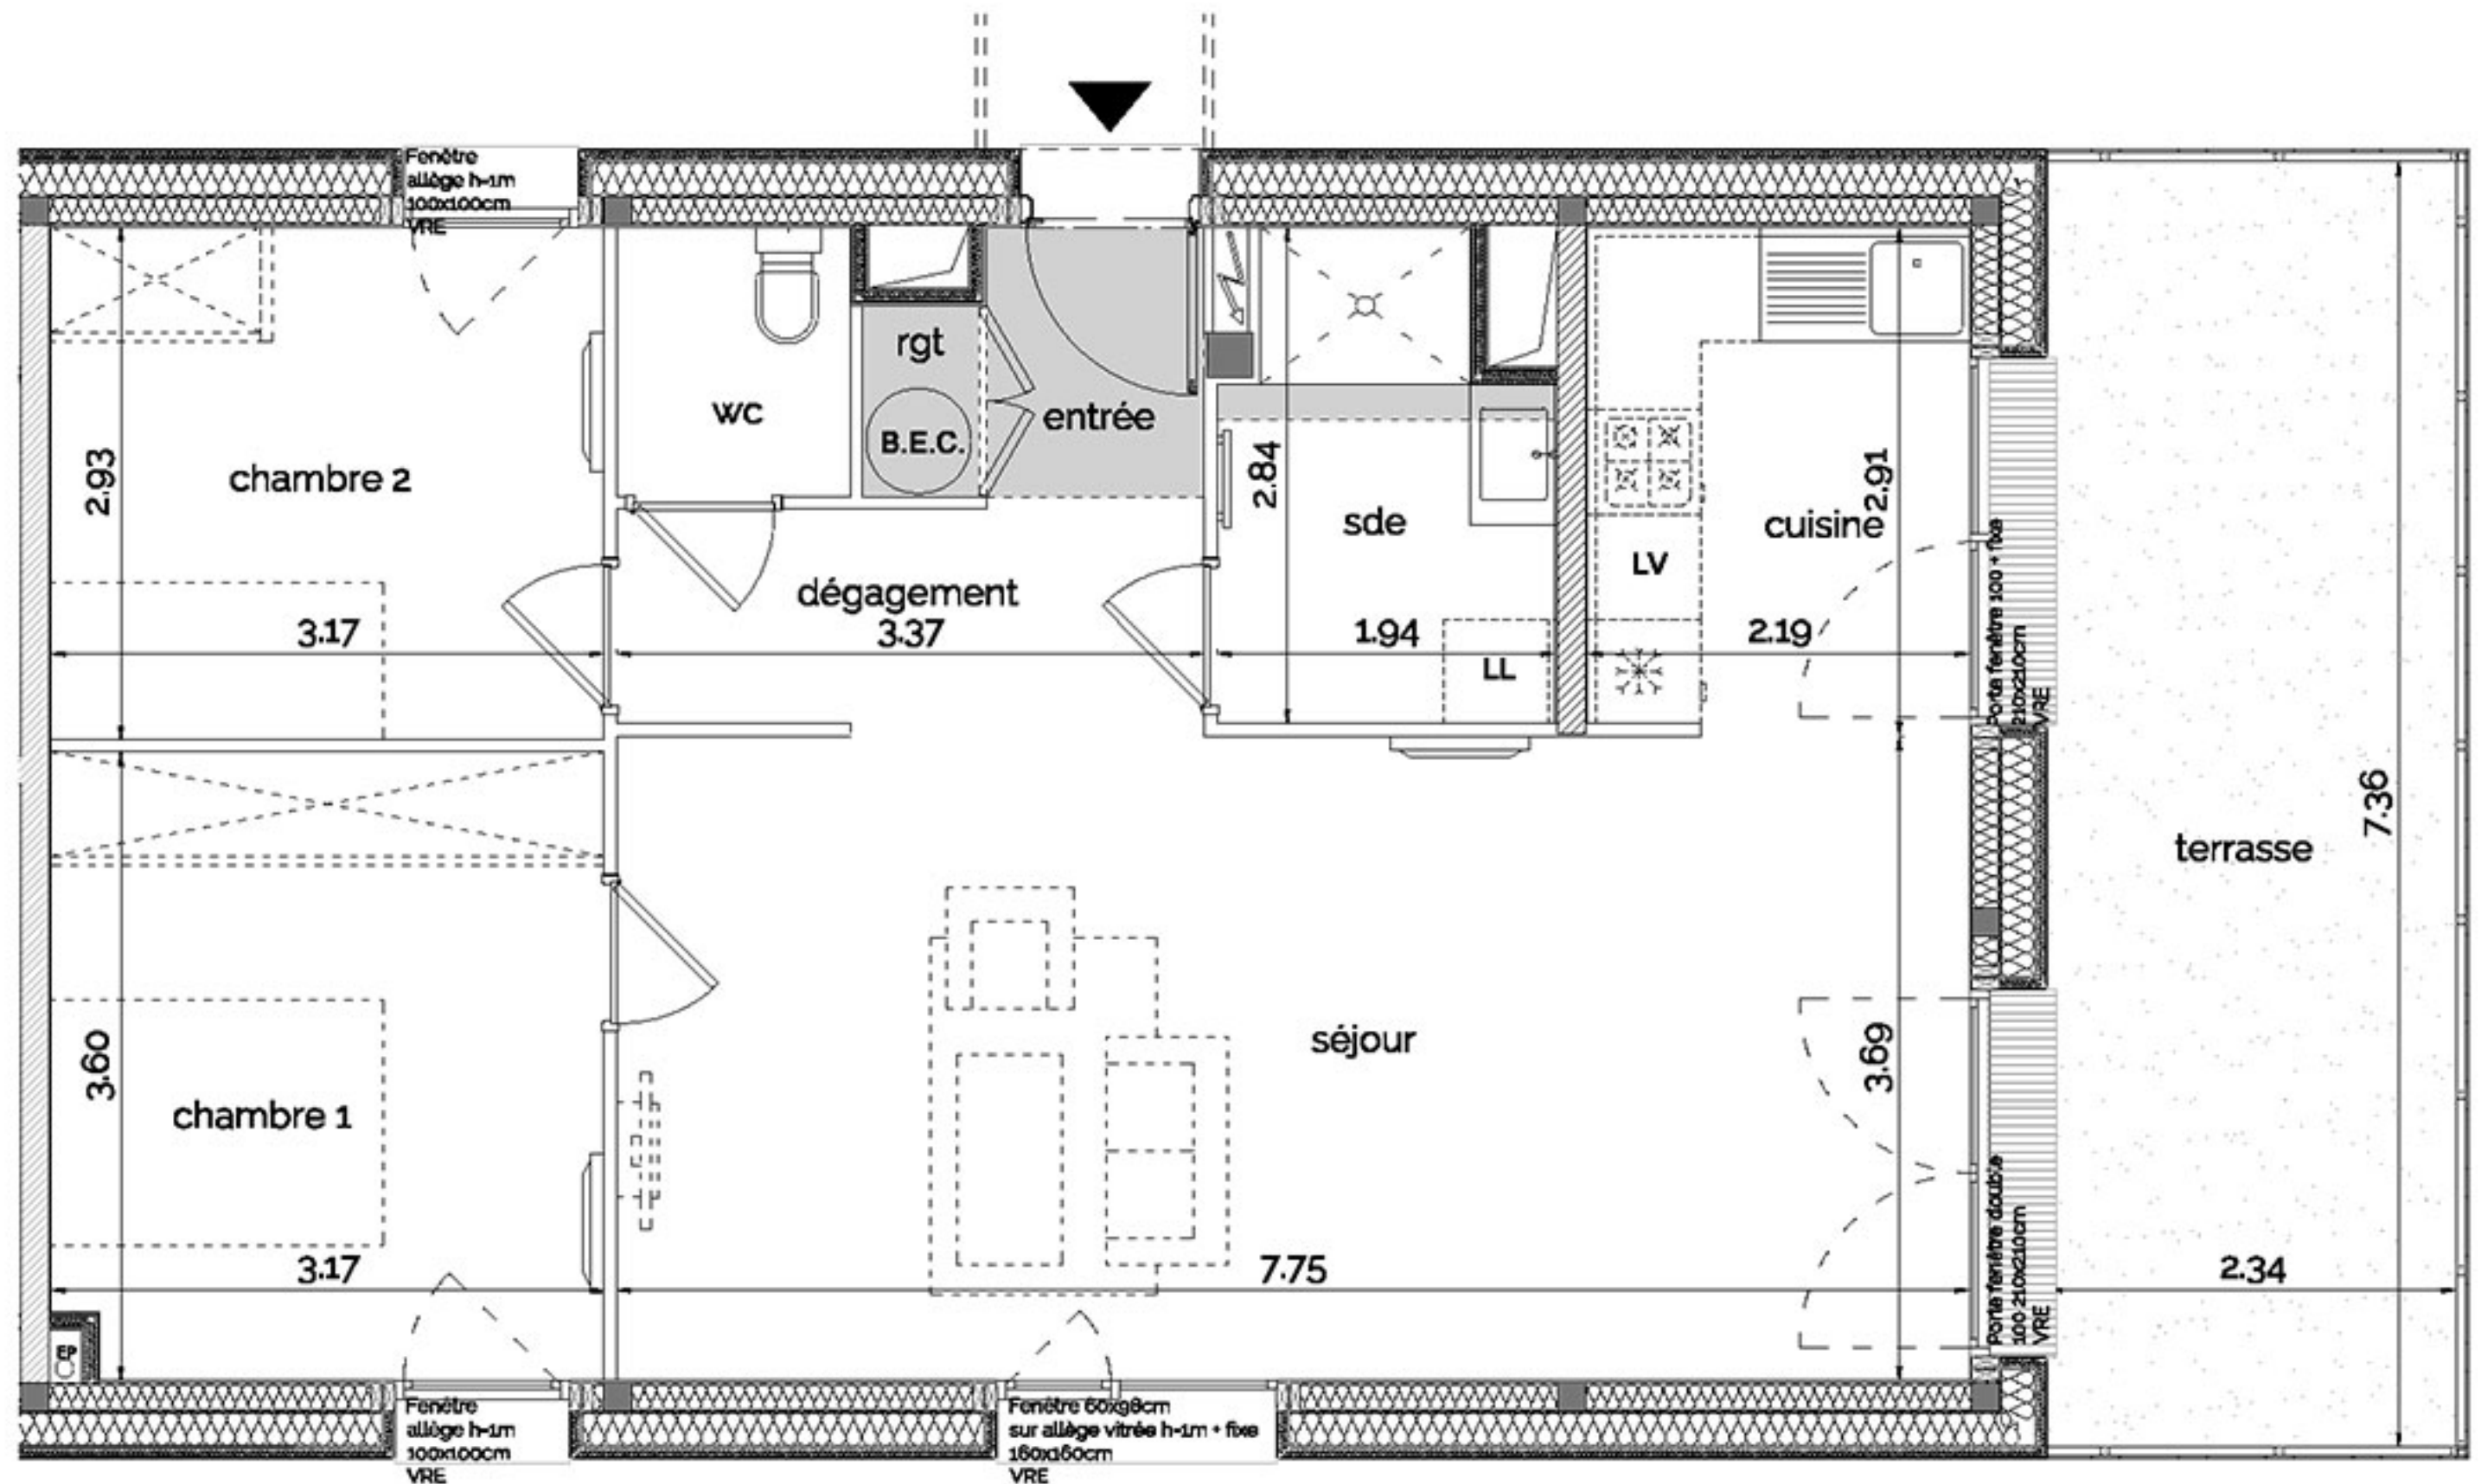 Fenêtre
allège h=1m
100x100cm
VRE
rgt
B.E.C.
WC
entrée
chambre 2
2.93
3.17
dégagement
3.37
2.84
sde
1.94
LL
LV
cuisine
2.91
2.19
Porte fenêtre 100 + fixe
210x210cm
VRE
terrasse
7.36
2.34
chambre 1
3.60
3.17
EP
séjour
7.75
3.69
Porte fenêtre double
100 210x210cm
VRE
Fenêtre
allège h=1m
100x100cm
VRE
Fenêtre 60x98cm
sur allège vitrée h=1m + fixe
160x160cm
VRE